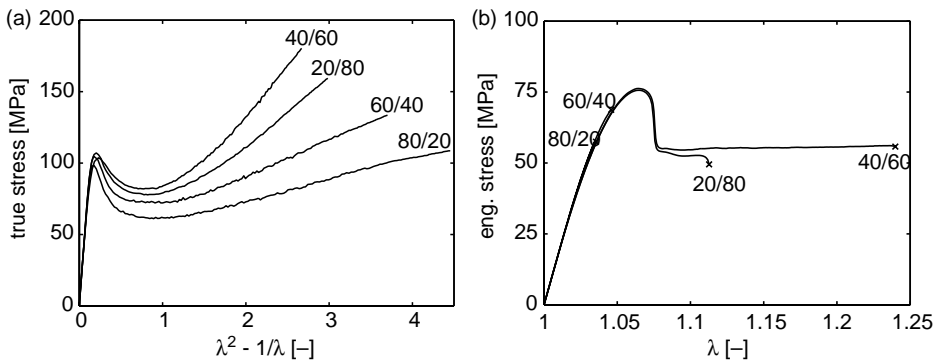 (a)
200
150
100
50
0
true stress [MPa]
40/60
20/80
60/40
80/20
0 1 2 3 4
λ² - 1/λ [–]
(b)
100
75
50
25
0
eng. stress [MPa]
60/40
80/20
20/80
40/60
1 1.05 1.1 1.15 1.2 1.25
λ [–]